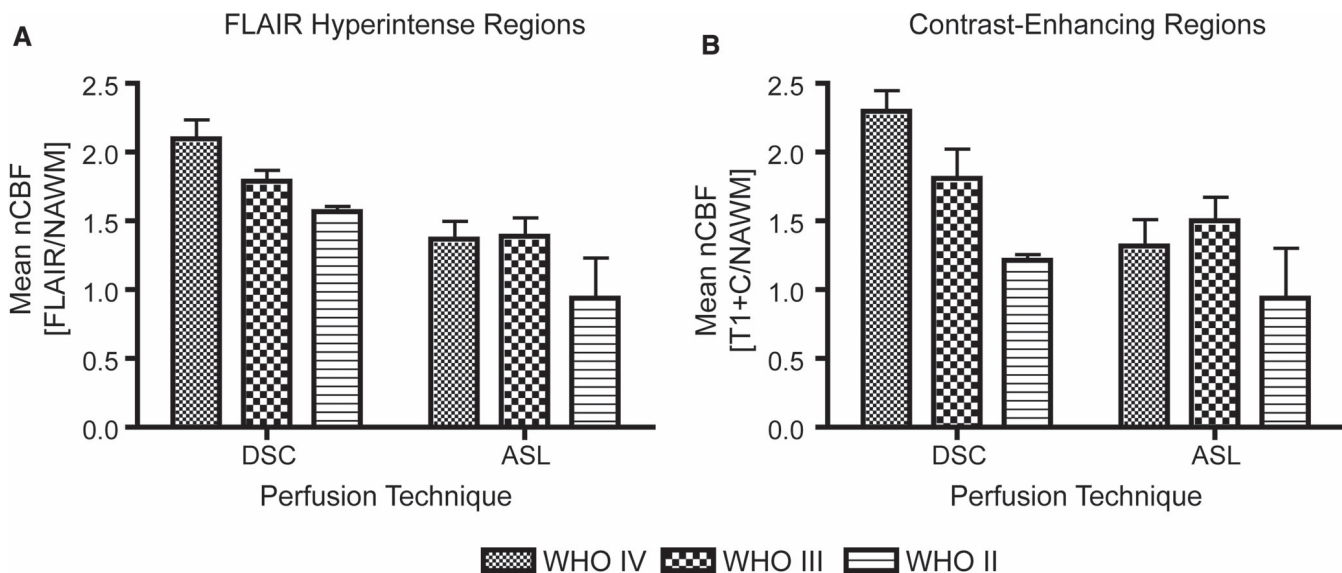 A
FLAIR Hyperintense Regions
Mean nCBF
[FLAIR/NAWM]
2.5
2.0
1.5
1.0
0.5
0.0
DSC
ASL
Perfusion Technique
B
Contrast-Enhancing Regions
Mean nCBF
[T1+C/NAWM]
2.5
2.0
1.5
1.0
0.5
0.0
DSC
ASL
Perfusion Technique
WHO IV
WHO III
WHO II